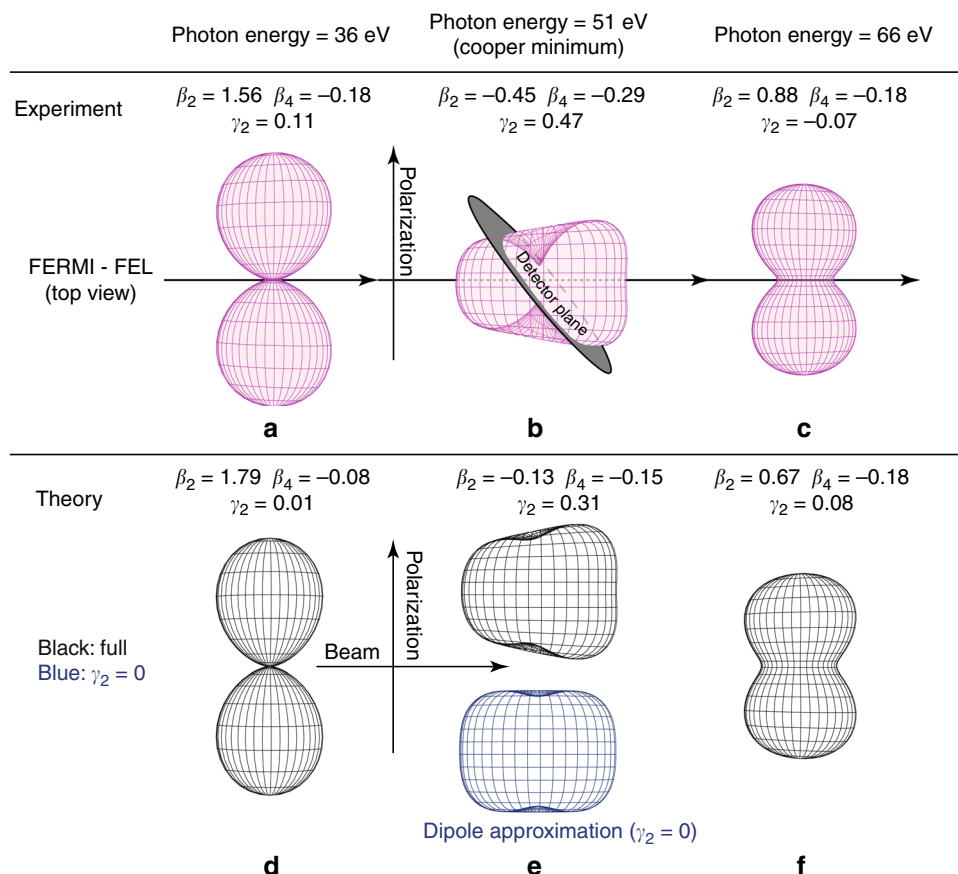 Photon energy = 36 eV
Photon energy = 51 eV
(cooper minimum)
Photon energy = 66 eV
Experiment
β2 = 1.56 β4 = –0.18
γ2 = 0.11
β2 = –0.45 β4 = –0.29
γ2 = 0.47
β2 = 0.88 β4 = –0.18
γ2 = –0.07
Polarization
Detector plane
FERMI - FEL
(top view)
a
b
c
Theory
β2 = 1.79 β4 = –0.08
γ2 = 0.01
β2 = –0.13 β4 = –0.15
γ2 = 0.31
β2 = 0.67 β4 = –0.18
γ2 = 0.08
Polarization
Black: full
Blue: γ2 = 0
Beam
Dipole approximation (γ2 = 0)
d
e
f